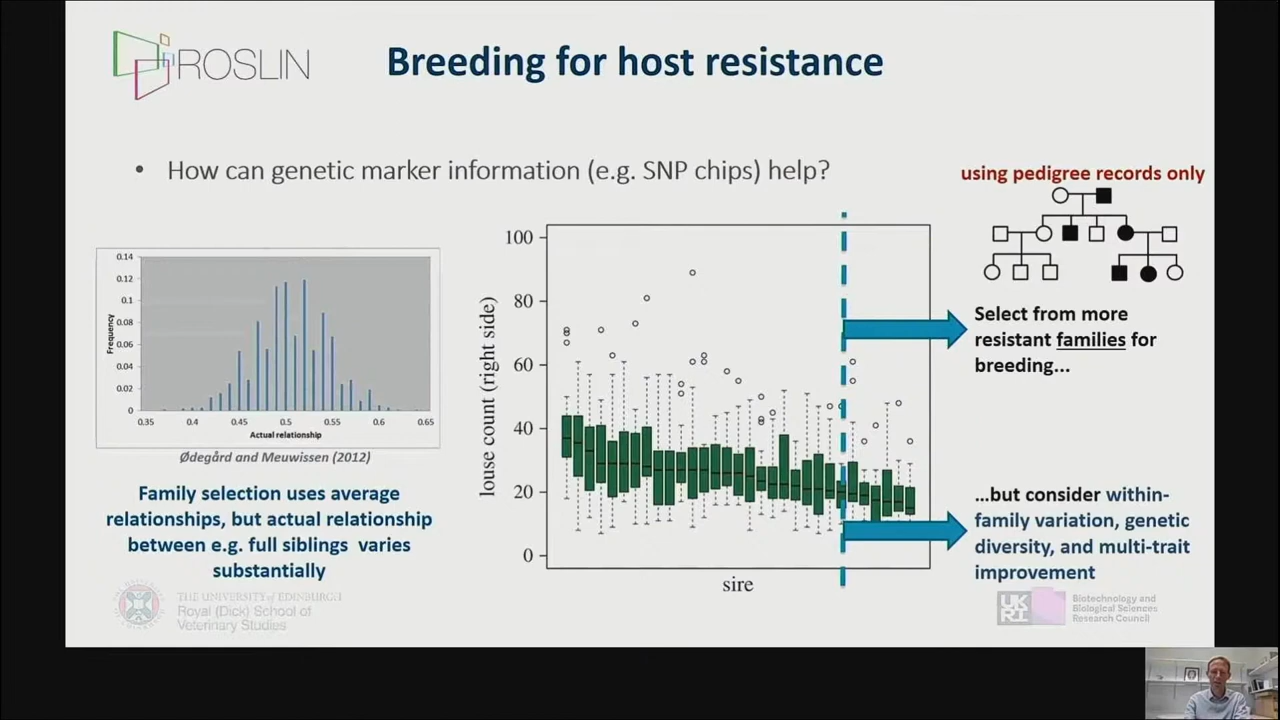 ROSLIN
Breeding for host resistance
• How can genetic marker information (e.g. SNP chips) help?
using pedigree records only
0.14
0.12
0.1
0.08
0.06
0.04
0.02
0
Frequency
0.35
0.4
0.45
0.5
0.55
0.6
0.65
Actual relationship
Ødegård and Meuwissen (2012)
Family selection uses average
relationships, but actual relationship
between e.g. full siblings varies
substantially
100
80
60
40
20
0
louse count (right side)
sire
Select from more
resistant families for
breeding...
...but consider within-
family variation, genetic
diversity, and multi-trait
improvement
THE UNIVERSITY of EDINBURGH
Royal (Dick) School of
Veterinary Studies
UK
RI
Biotechnology and
Biological Sciences
Research Council